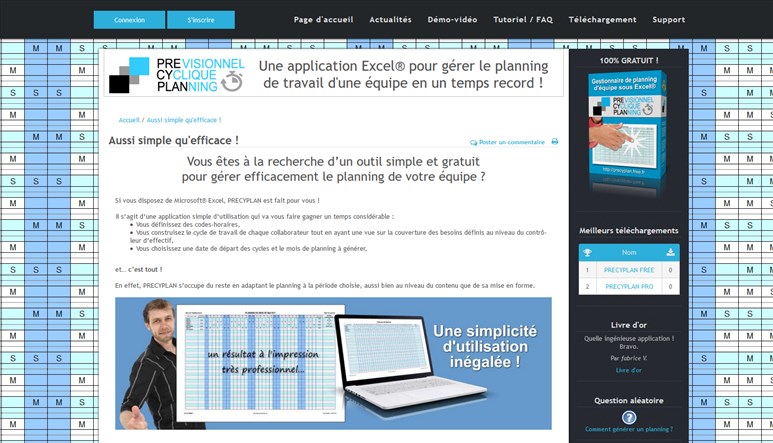 Connexion
S'inscrire
Page d'accueil
Actualités
Démo-vidéo
Tutoriel / FAQ
Téléchargement
Support
PREVISIONNEL
CYCLIQUE
PLANNING
Une application Excel® pour gérer le planning
de travail d'une équipe en un temps record !
Accueil / Aussi simple qu'efficace !
Aussi simple qu'efficace !
Poster un commentaire
Vous êtes à la recherche d'un outil simple et gratuit
pour gérer efficacement le planning de votre équipe ?
Si vous disposez de Microsoft® Excel, PRECYPLAN est fait pour vous !
Il s'agit d'une application simple d'utilisation qui va vous faire gagner un temps considérable :
• Vous définissez des codes-horaires,
• Vous construisez le cycle de travail de chaque collaborateur tout en ayant une vue sur la couverture des besoins définis au niveau du contrô-
leur d'effectif,
• Vous choisissez une date de départ des cycles et le mois de planning à générer,
et.. c'est tout !
En effet, PRECYPLAN s'occupe du reste en adaptant le planning à la période choisie, aussi bien au niveau du contenu que de sa mise en forme.
un résultat à l'impression
très professionnel...
Une simplicité
d'utilisation
inégalée !
100% GRATUIT !
Gestionnaire de planning
d'équipe sous Excel®
PREVISIONNEL
CYCLIQUE
PLANNING
Meilleurs téléchargements
Nom
1 PRECYPLAN FREE 0
2 PRECYPLAN PRO 0
Livre d'or
Quelle ingénieuse application !
Bravo.
Par fabrice V.
Livre d'or
Question aléatoire
Comment générer un planning ?